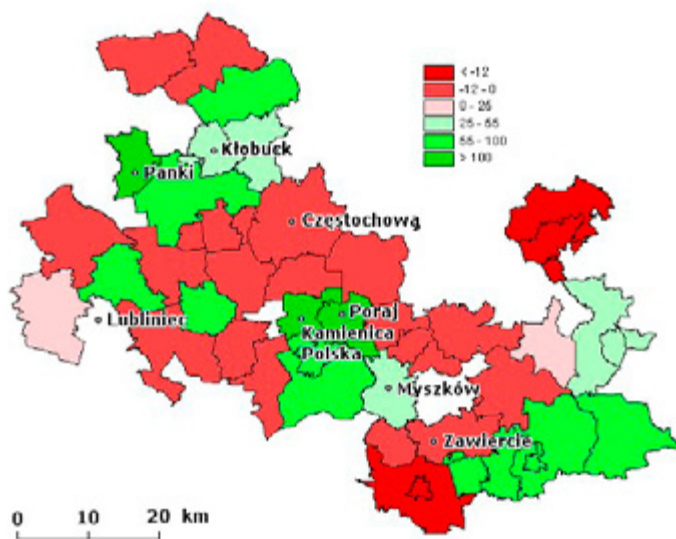 < -12
-12 - 0
0 - 25
25 - 55
55 - 100
> 100
Kłobuck
Panki
Częstochową
Lubliniec
Poraj
Kamienica
Polska
Myszków
Zawiercie
0 10 20 km